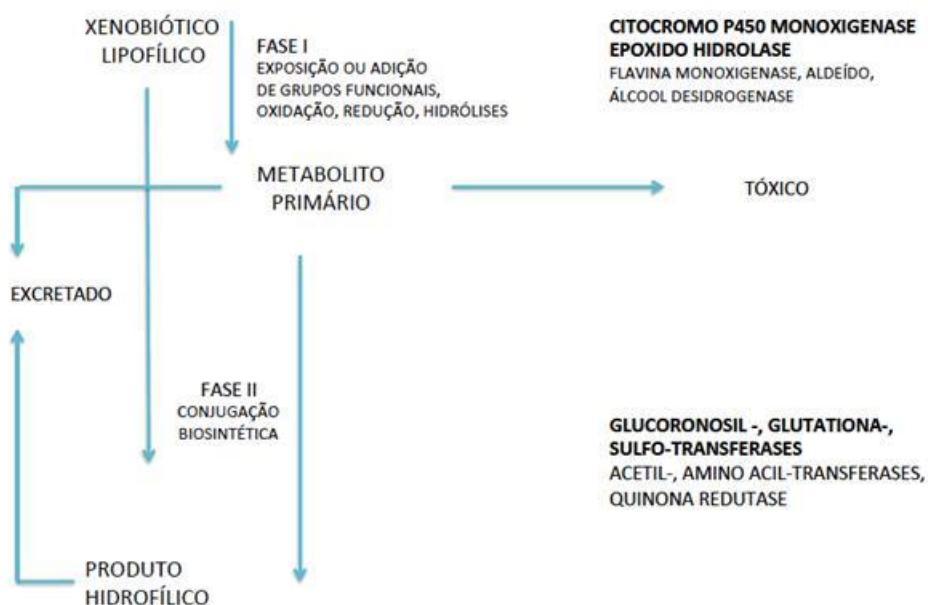 XENOBIÓTICO
LIPOFÍLICO
FASE I
EXPOSIÇÃO OU ADIÇÃO
DE GRUPOS FUNCIONAIS,
OXIDAÇÃO, REDUÇÃO, HIDRÓLISES
CITOCROMO P450 MONOXIGENASE
EPOXIDO HIDROLASE
FLAVINA MONOXIGENASE, ALDEÍDO,
ÁLCOOL DESIDROGENASE
METABOLITO
PRIMÁRIO
TÓXICO
EXCRETADO
FASE II
CONJUGAÇÃO
BIOSINTÉTICA
GLUCORONOSIL -, GLUTATIONA-,
SULFO-TRANSFERASES
ACETIL-, AMINO ACIL-TRANSFERASES,
QUINONA REDUTASE
PRODUTO
HIDROFÍLICO